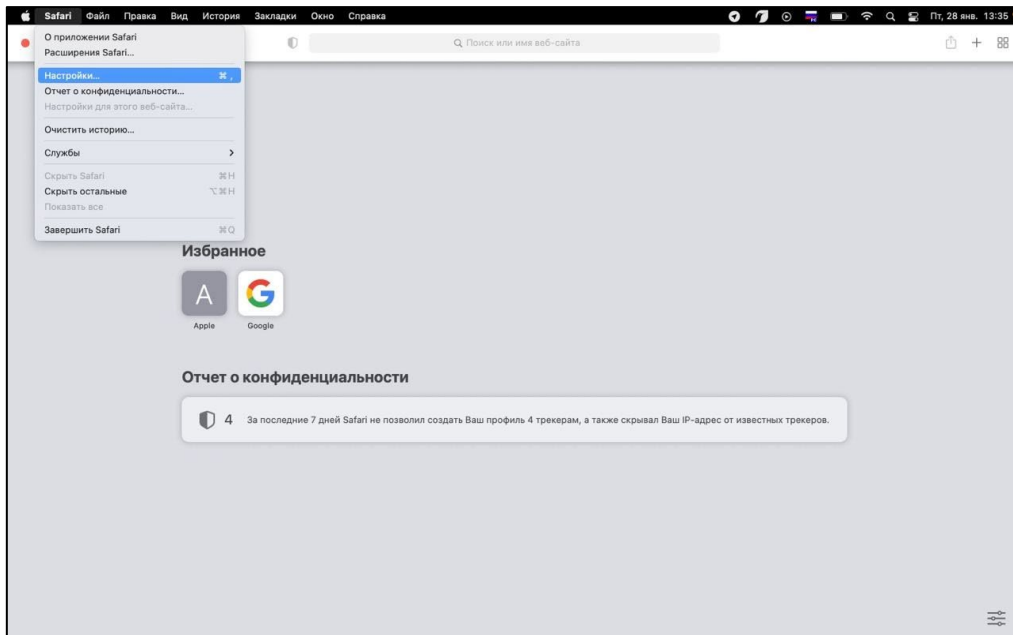 Safari Файл Правка Вид История Закладки Окно Справка Пт, 28 янв. 13:35
О приложении Safari
Расширения Safari...
Настройки... ⌘ ,
Отчет о конфиденциальности...
Настройки для этого веб-сайта...
Очистить историю...
Службы
Скрыть Safari ⌘H
Скрыть остальные ⌥⌘H
Показать все
Завершить Safari ⌘Q
Поиск или имя веб-сайта
Избранное
A
G
Apple Google
Отчет о конфиденциальности
4 За последние 7 дней Safari не позволил создать Ваш профиль 4 трекерам, а также скрывал Ваш IP-адрес от известных трекеров.